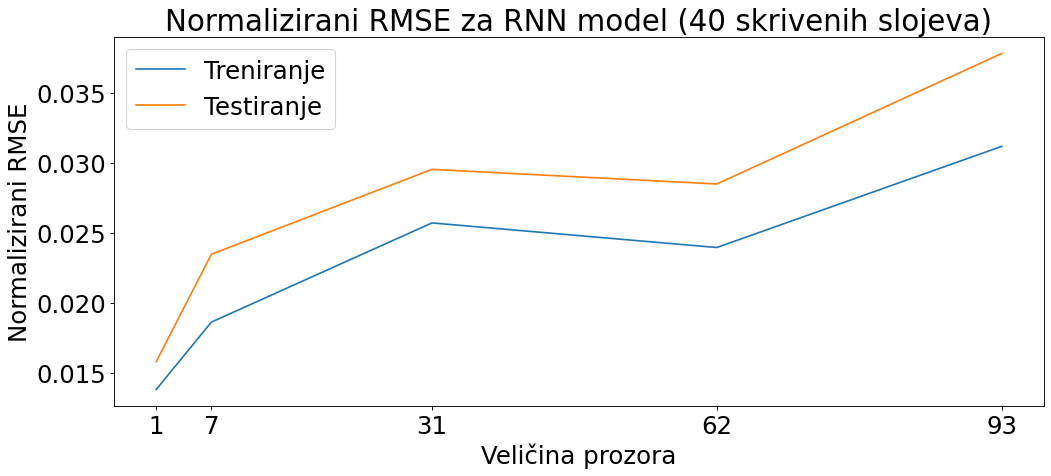 Normalizirani RMSE za RNN model (40 skrivenih slojeva)
Treniranje
Testiranje
Normalizirani RMSE
0.035
0.030
0.025
0.020
0.015
1 7 31 62 93
Veličina prozora